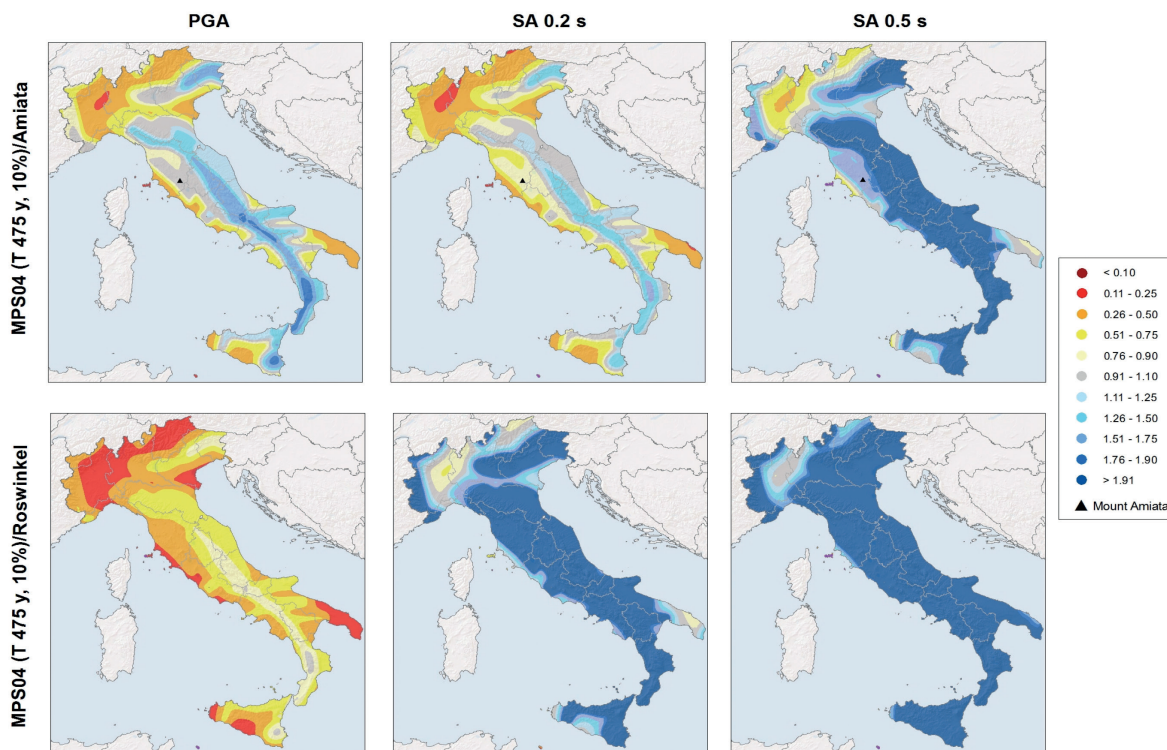 PGA
SA 0.2 s
SA 0.5 s
MPS04 (T 475 y, 10%)/Amiata
< 0.10
0.11 - 0.25
0.26 - 0.50
0.51 - 0.75
0.76 - 0.90
0.91 - 1.10
1.11 - 1.25
1.26 - 1.50
1.51 - 1.75
1.76 - 1.90
> 1.91
Mount Amiata
MPS04 (T 475 y, 10%)/Roswinkel